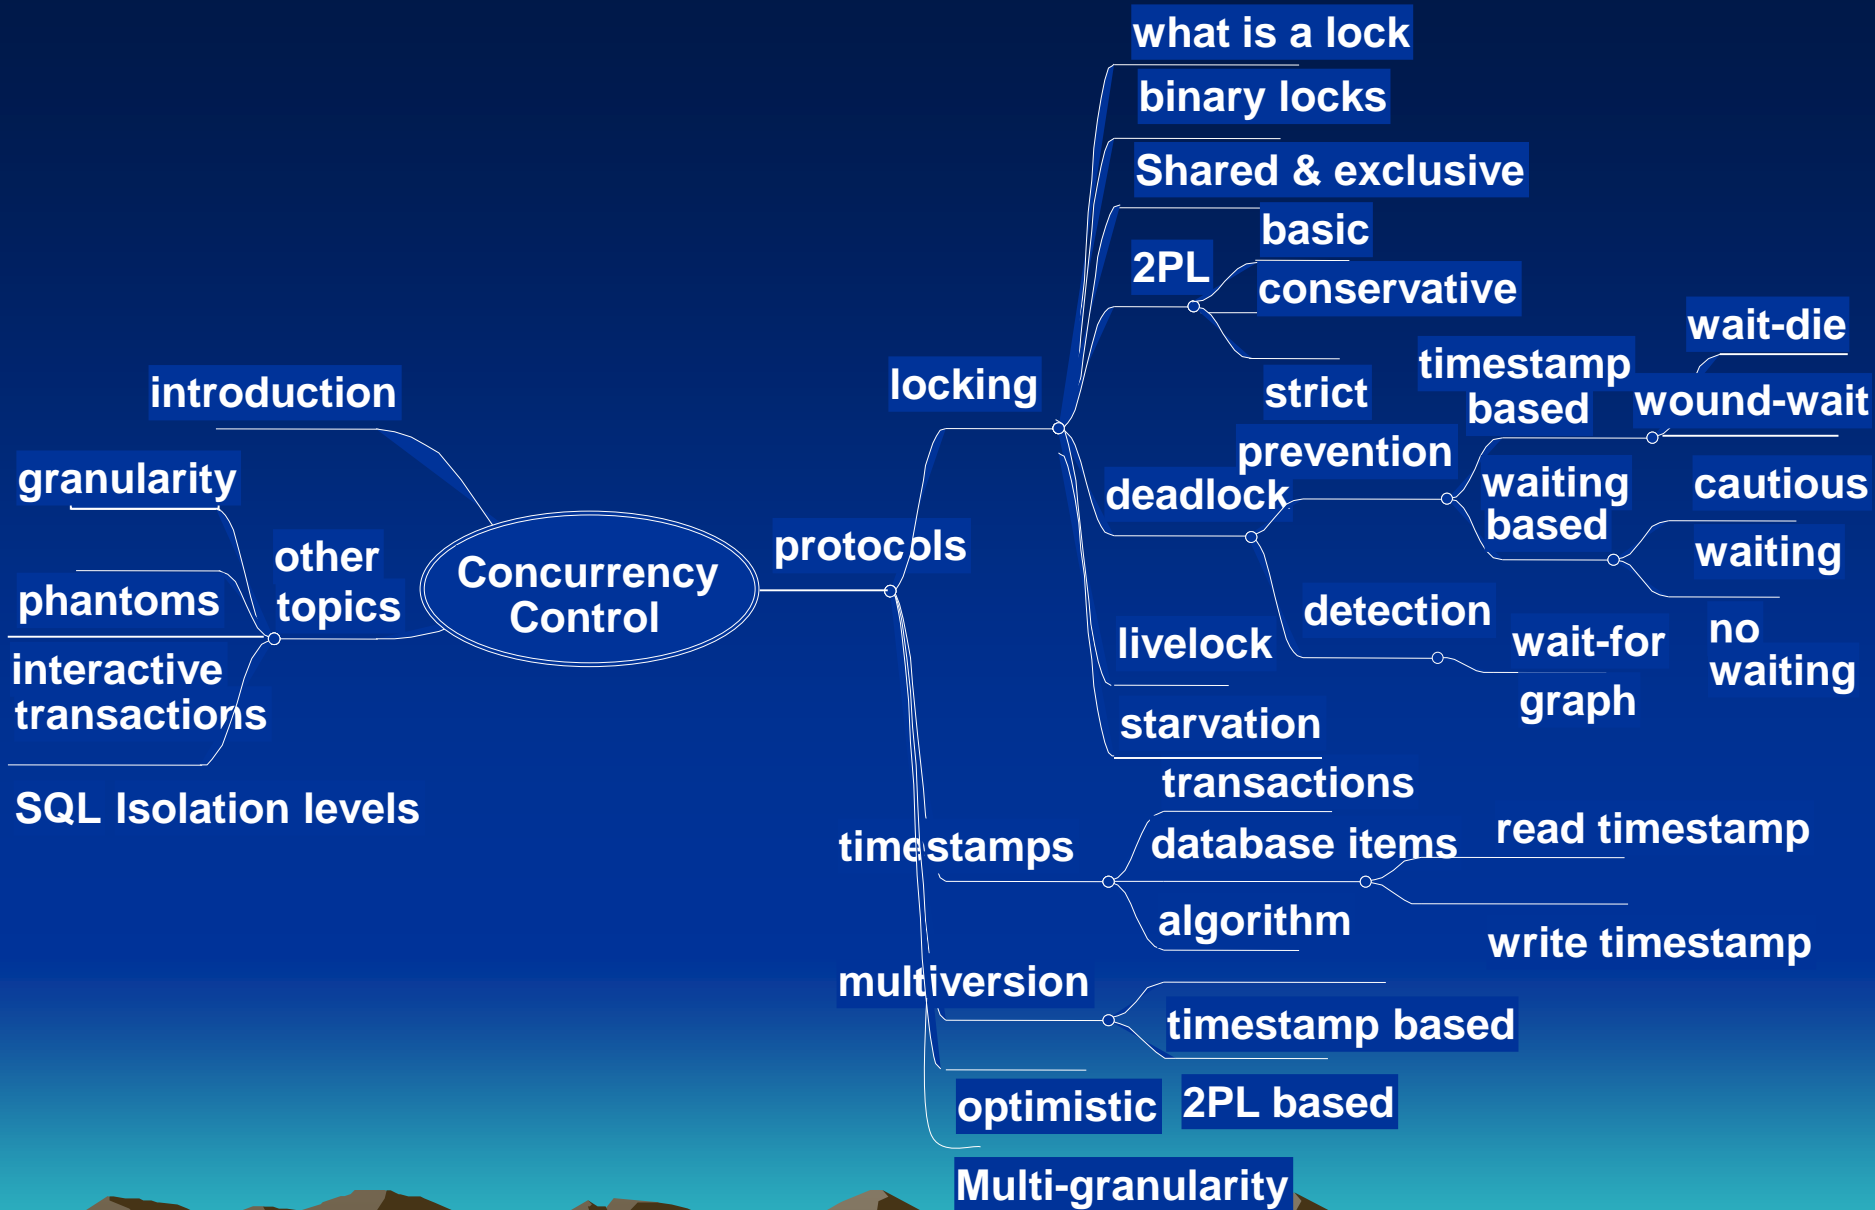 what is a lock
binary locks
Shared & exclusive
basic
2PL
conservative
strict
locking
introduction
granularity
other
topics
phantoms
interactive
transactions
SQL Isolation levels
Concurrency
Control
protocols
deadlock
prevention
timestamp
based
wait-die
wound-wait
waiting
based
cautious
waiting
no
waiting
detection
wait-for
graph
livelock
starvation
timestamps
transactions
database items
read timestamp
write timestamp
algorithm
multiversion
timestamp based
2PL based
optimistic
Multi-granularity